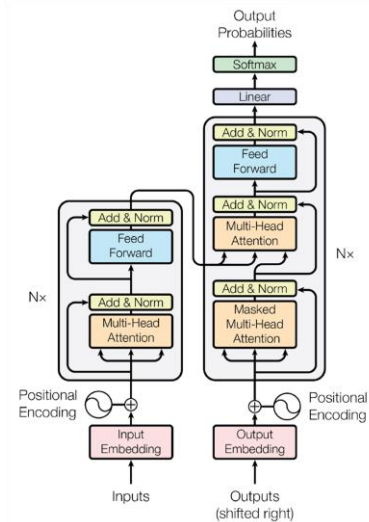 Output
Probabilities
Softmax
Linear
Add & Norm
Feed
Forward
Add & Norm
Multi-Head
Attention
Add & Norm
Masked
Multi-Head
Attention
Nx
Add & Norm
Feed
Forward
Add & Norm
Multi-Head
Attention
Nx
Positional
Encoding
Positional
Encoding
Input
Embedding
Output
Embedding
Inputs
Outputs
(shifted right)